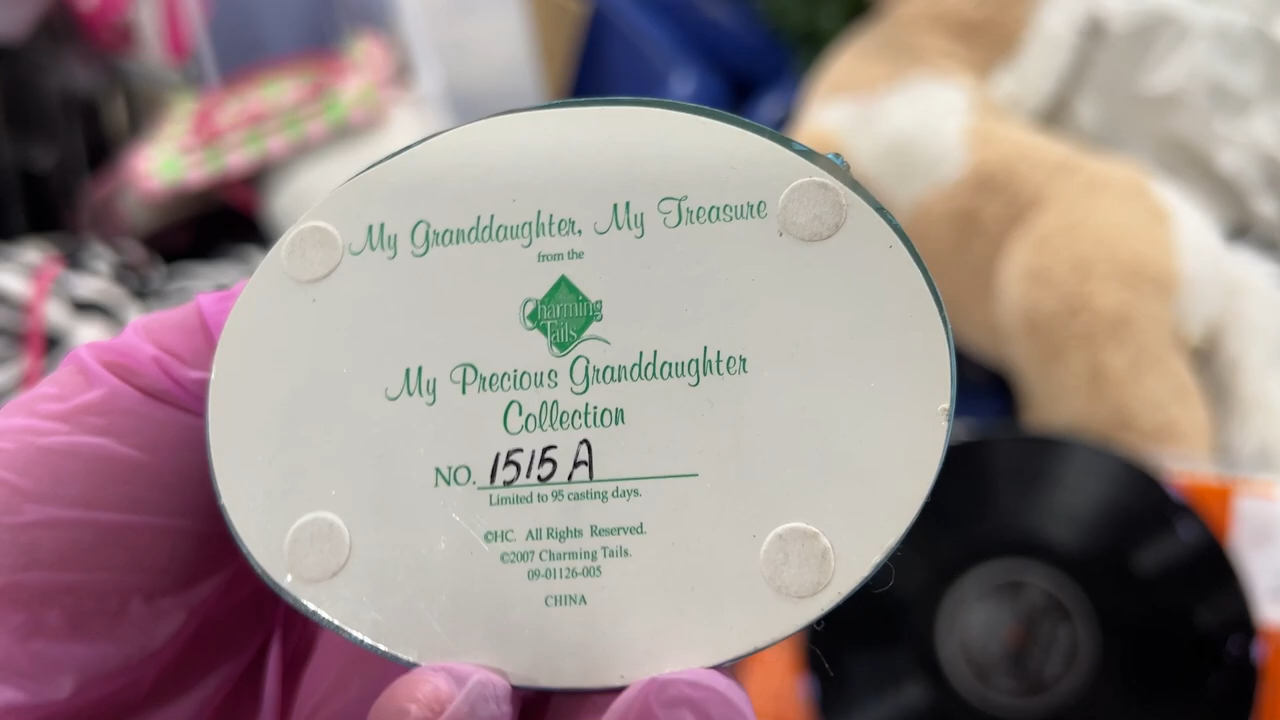 My Granddaughter, My Treasure
from the
Charming
Tails
My Precious Granddaughter
Collection
NO. 1515 A
Limited to 95 casting days.
©HC. All Rights Reserved.
©2007 Charming Tails.
09-01126-005
CHINA